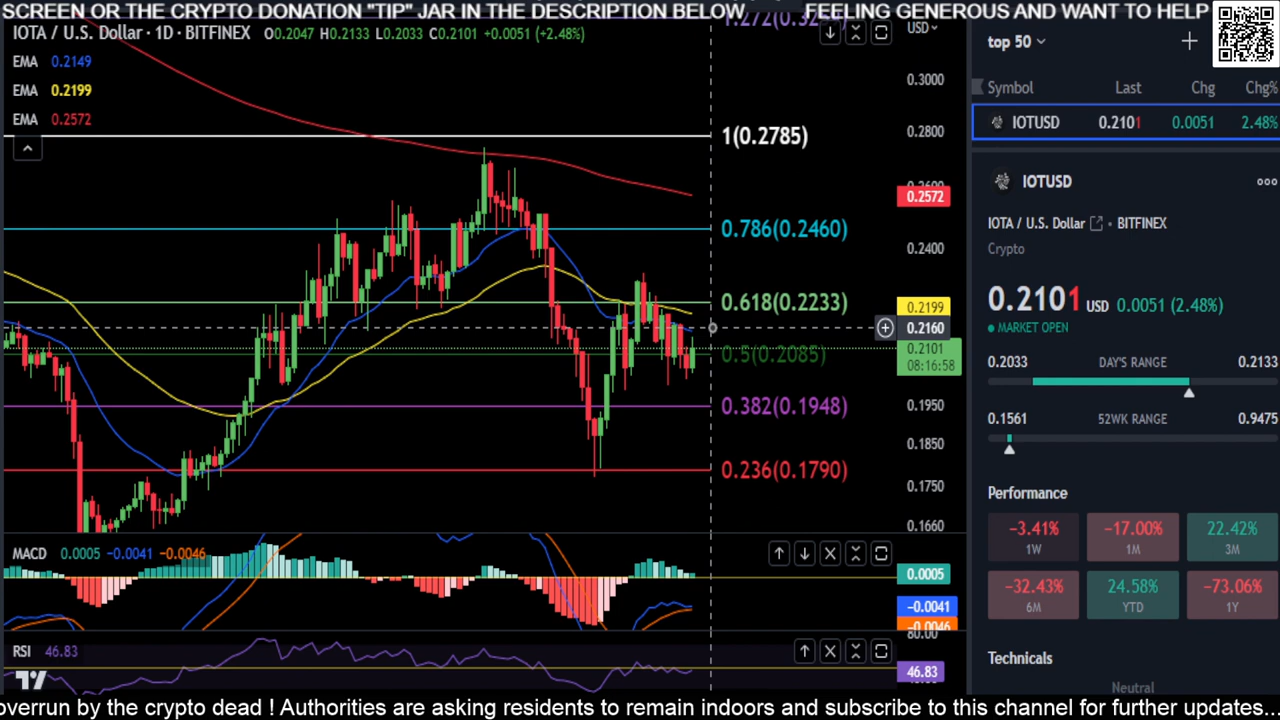 SCREEN OR THE CRYPTO DONATION "TIP" JAR IN THE DESCRIPTION BELOW    FEELING GENEROUS AND WANT TO HELP
IOTA / U.S. Dollar · 1D · BITFINEX O0.2047 H0.2133 L0.2033 C0.2101 +0.0051 (+2.48%)
EMA 0.2149
EMA 0.2199
EMA 0.2572
1(0.2785)
0.786(0.2460)
0.618(0.2233)
0.5(0.2085)
0.382(0.1948)
0.236(0.1790)
USD
0.3000
0.2800
0.2572
0.2400
0.2199
0.2160
0.2101
08:16:58
0.1950
0.1850
0.1750
0.1660
MACD 0.0005 −0.0041 −0.0046
0.0005
−0.0041
−0.0046
80.00
RSI 46.83
46.83
top 50
Symbol Last Chg Chg%
IOTUSD 0.2101 0.0051 2.48%
IOTUSD
IOTA / U.S. Dollar · BITFINEX
Crypto
0.2101 USD 0.0051 (2.48%)
MARKET OPEN
0.2033 DAY'S RANGE 0.2133
0.1561 52WK RANGE 0.9475
Performance
−3.41% −17.00% 22.42%
1W 1M 3M
−32.43% 24.58% −73.06%
6M YTD 1Y
Technicals
Neutral
overrun by the crypto dead ! Authorities are asking residents to remain indoors and subscribe to this channel for further updates...